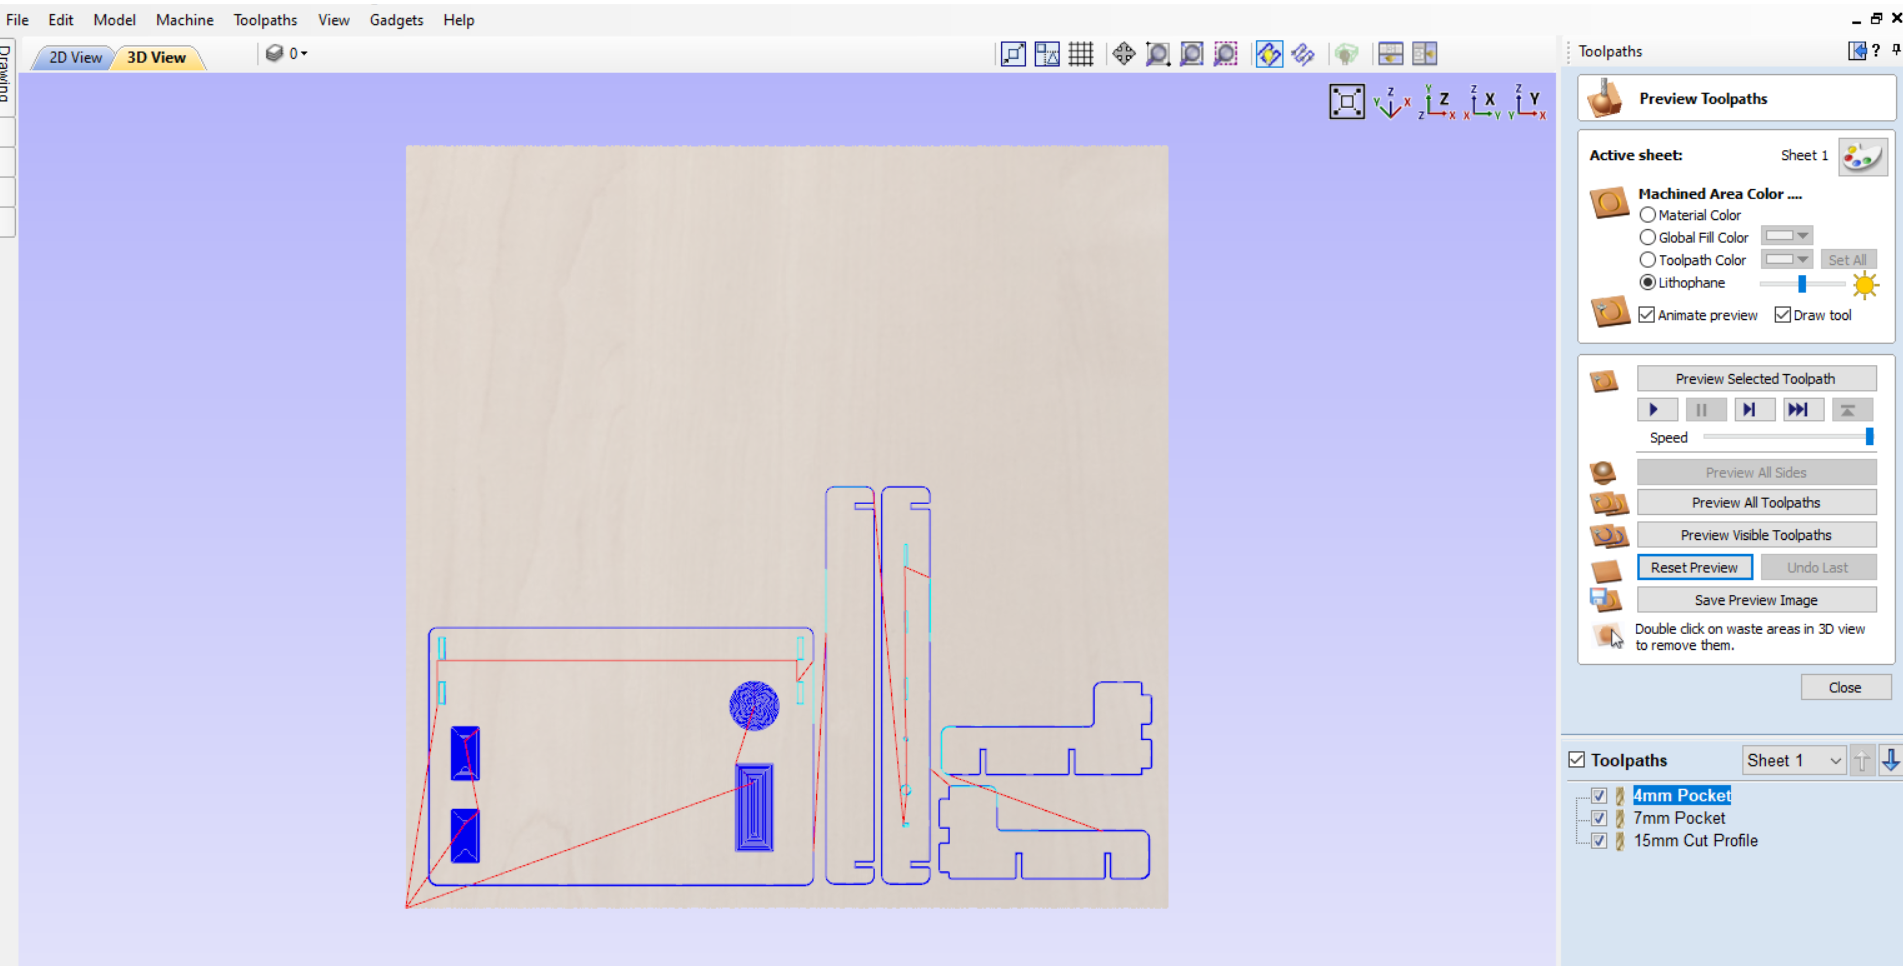 File Edit Model Machine Toolpaths View Gadgets Help
Drawing
2D View 3D View 0
Toolpaths ?
Z Y X
Y Z Z X
Z X X Y
Z Y Y X
Preview Toolpaths
Active sheet: Sheet 1
Machined Area Color ....
Material Color
Global Fill Color
Toolpath Color Set All
Lithophane
Animate preview Draw tool
Preview Selected Toolpath
Speed
Preview All Sides
Preview All Toolpaths
Preview Visible Toolpaths
Reset Preview Undo Last
Save Preview Image
Double click on waste areas in 3D view
to remove them.
Close
Toolpaths Sheet 1
4mm Pocket
7mm Pocket
15mm Cut Profile